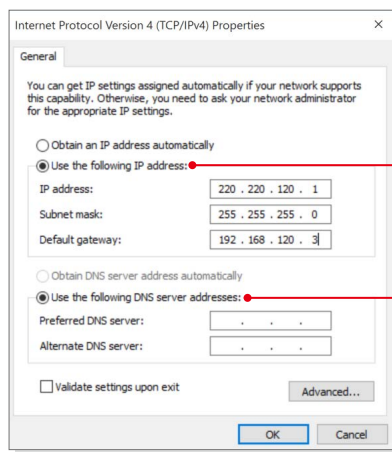 Internet Protocol Version 4 (TCP/IPv4) Properties
General
You can get IP settings assigned automatically if your network supports
this capability. Otherwise, you need to ask your network administrator
for the appropriate IP settings.
Obtain an IP address automatically
Use the following IP address:
IP address: 220 . 220 . 120 . 1
Subnet mask: 255 . 255 . 255 . 0
Default gateway: 192 . 168 . 120 . 3
Obtain DNS server address automatically
Use the following DNS server addresses:
Preferred DNS server: . . .
Alternate DNS server: . . .
Validate settings upon exit
Advanced...
OK Cancel